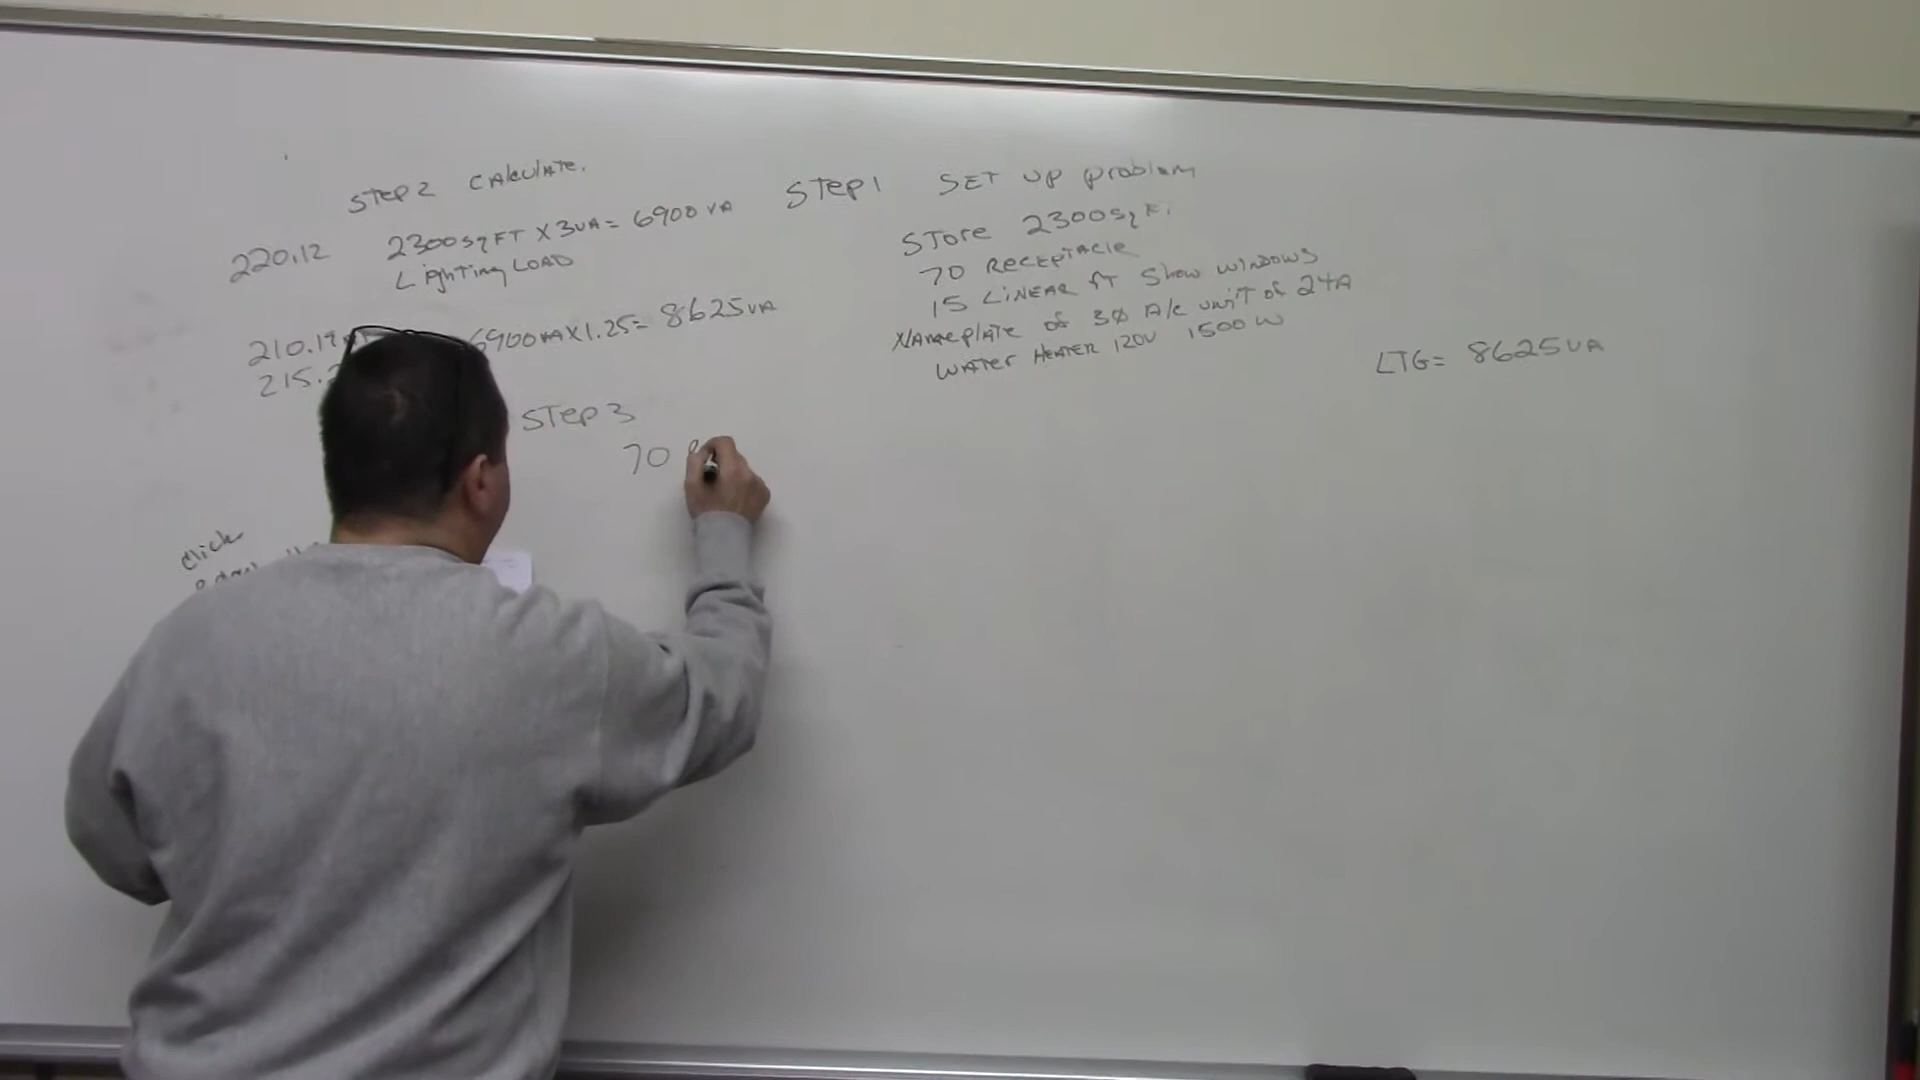 STEP 2 CALCULATE.
220.12 2300 SQ FT X 3VA = 6900 VA
Lighting LOAD
210.19
6900VA X 1.25 = 8625 VA
215.2
STEP 3
70
click
STEP 1 SET UP problem
STORE 2300 SQ FT.
70 RECEPTACLE
15 LINEAR FT SHOW WINDOWS
Nameplate of 3Ø A/C unit of 24A
WATER HEATER 120V 1500 W
LTG = 8625 VA